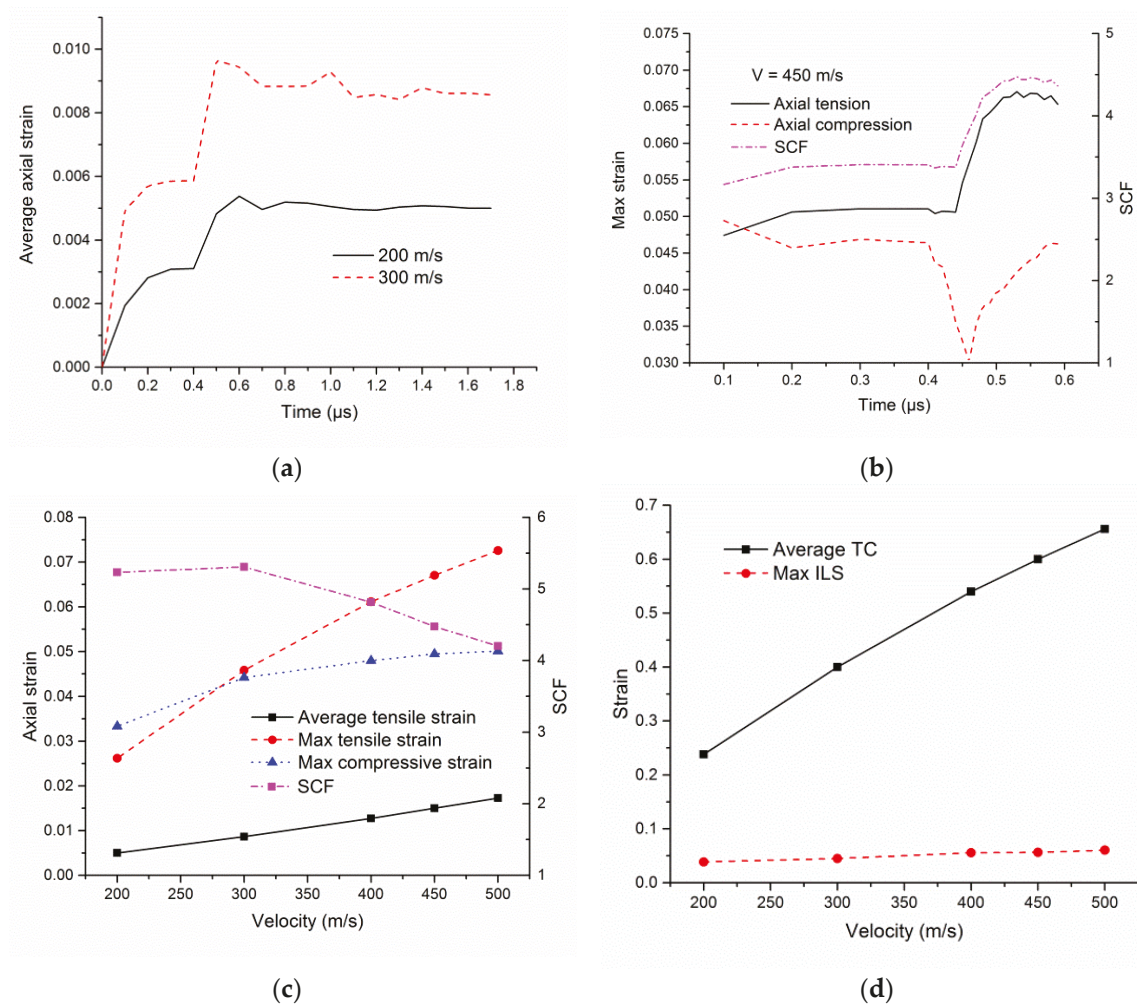 0.010
0.008
0.006
0.004
0.002
0.000
Average axial strain
200 m/s
300 m/s
0.0 0.2 0.4 0.6 0.8 1.0 1.2 1.4 1.6 1.8
Time (µs)
(a)
0.075
0.070
0.065
0.060
0.055
0.050
0.045
0.040
0.035
0.030
Max strain
V = 450 m/s
Axial tension
Axial compression
SCF
5
4
3
2
1
SCF
0.1 0.2 0.3 0.4 0.5 0.6
Time (µs)
(b)
0.08
0.07
0.06
0.05
0.04
0.03
0.02
0.01
0.00
Axial strain
Average tensile strain
Max tensile strain
Max compressive strain
SCF
6
5
4
3
2
1
SCF
200 250 300 350 400 450 500
Velocity (m/s)
(c)
0.7
0.6
0.5
0.4
0.3
0.2
0.1
0.0
Strain
Average TC
Max ILS
200 250 300 350 400 450 500
Velocity (m/s)
(d)